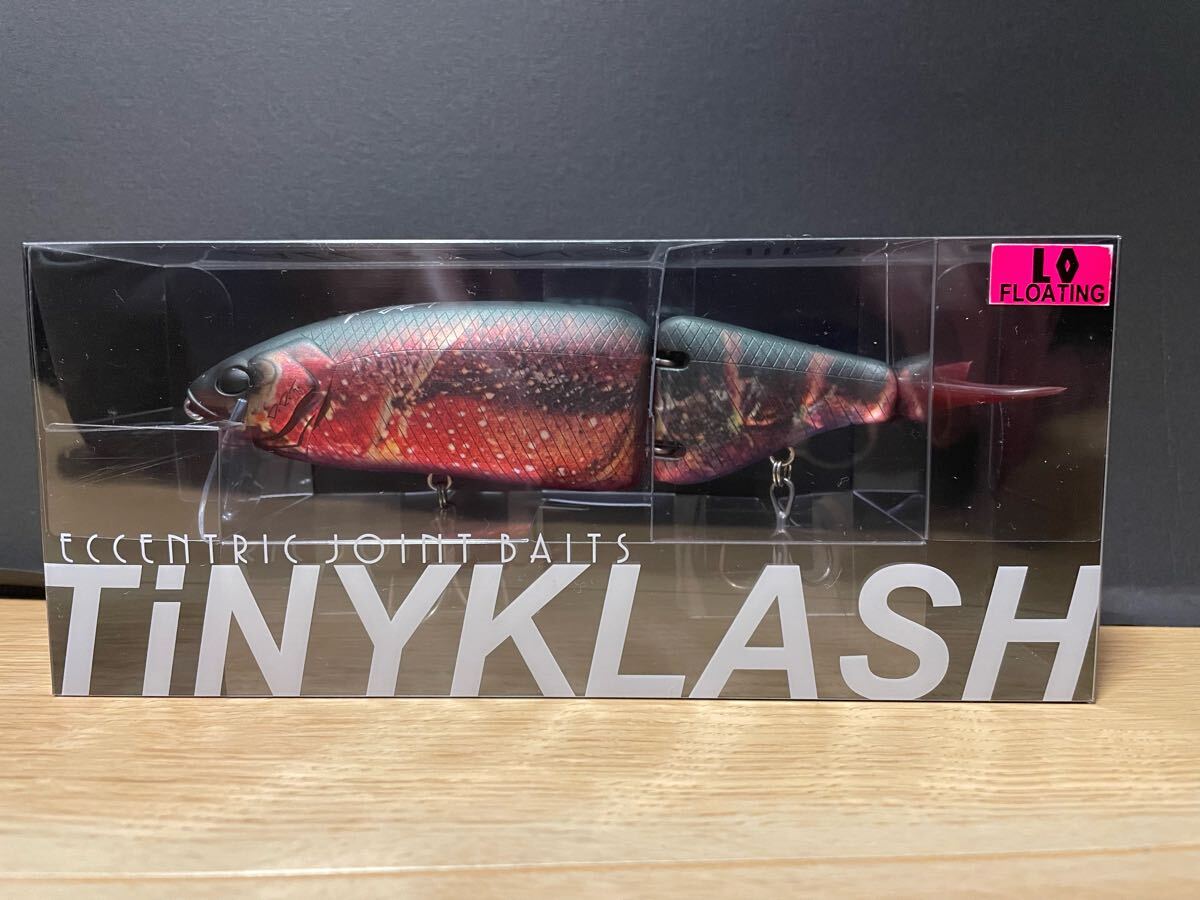 LO
FLOATING
ECCENTRIC JOINT BAITS
TiNYKLASH